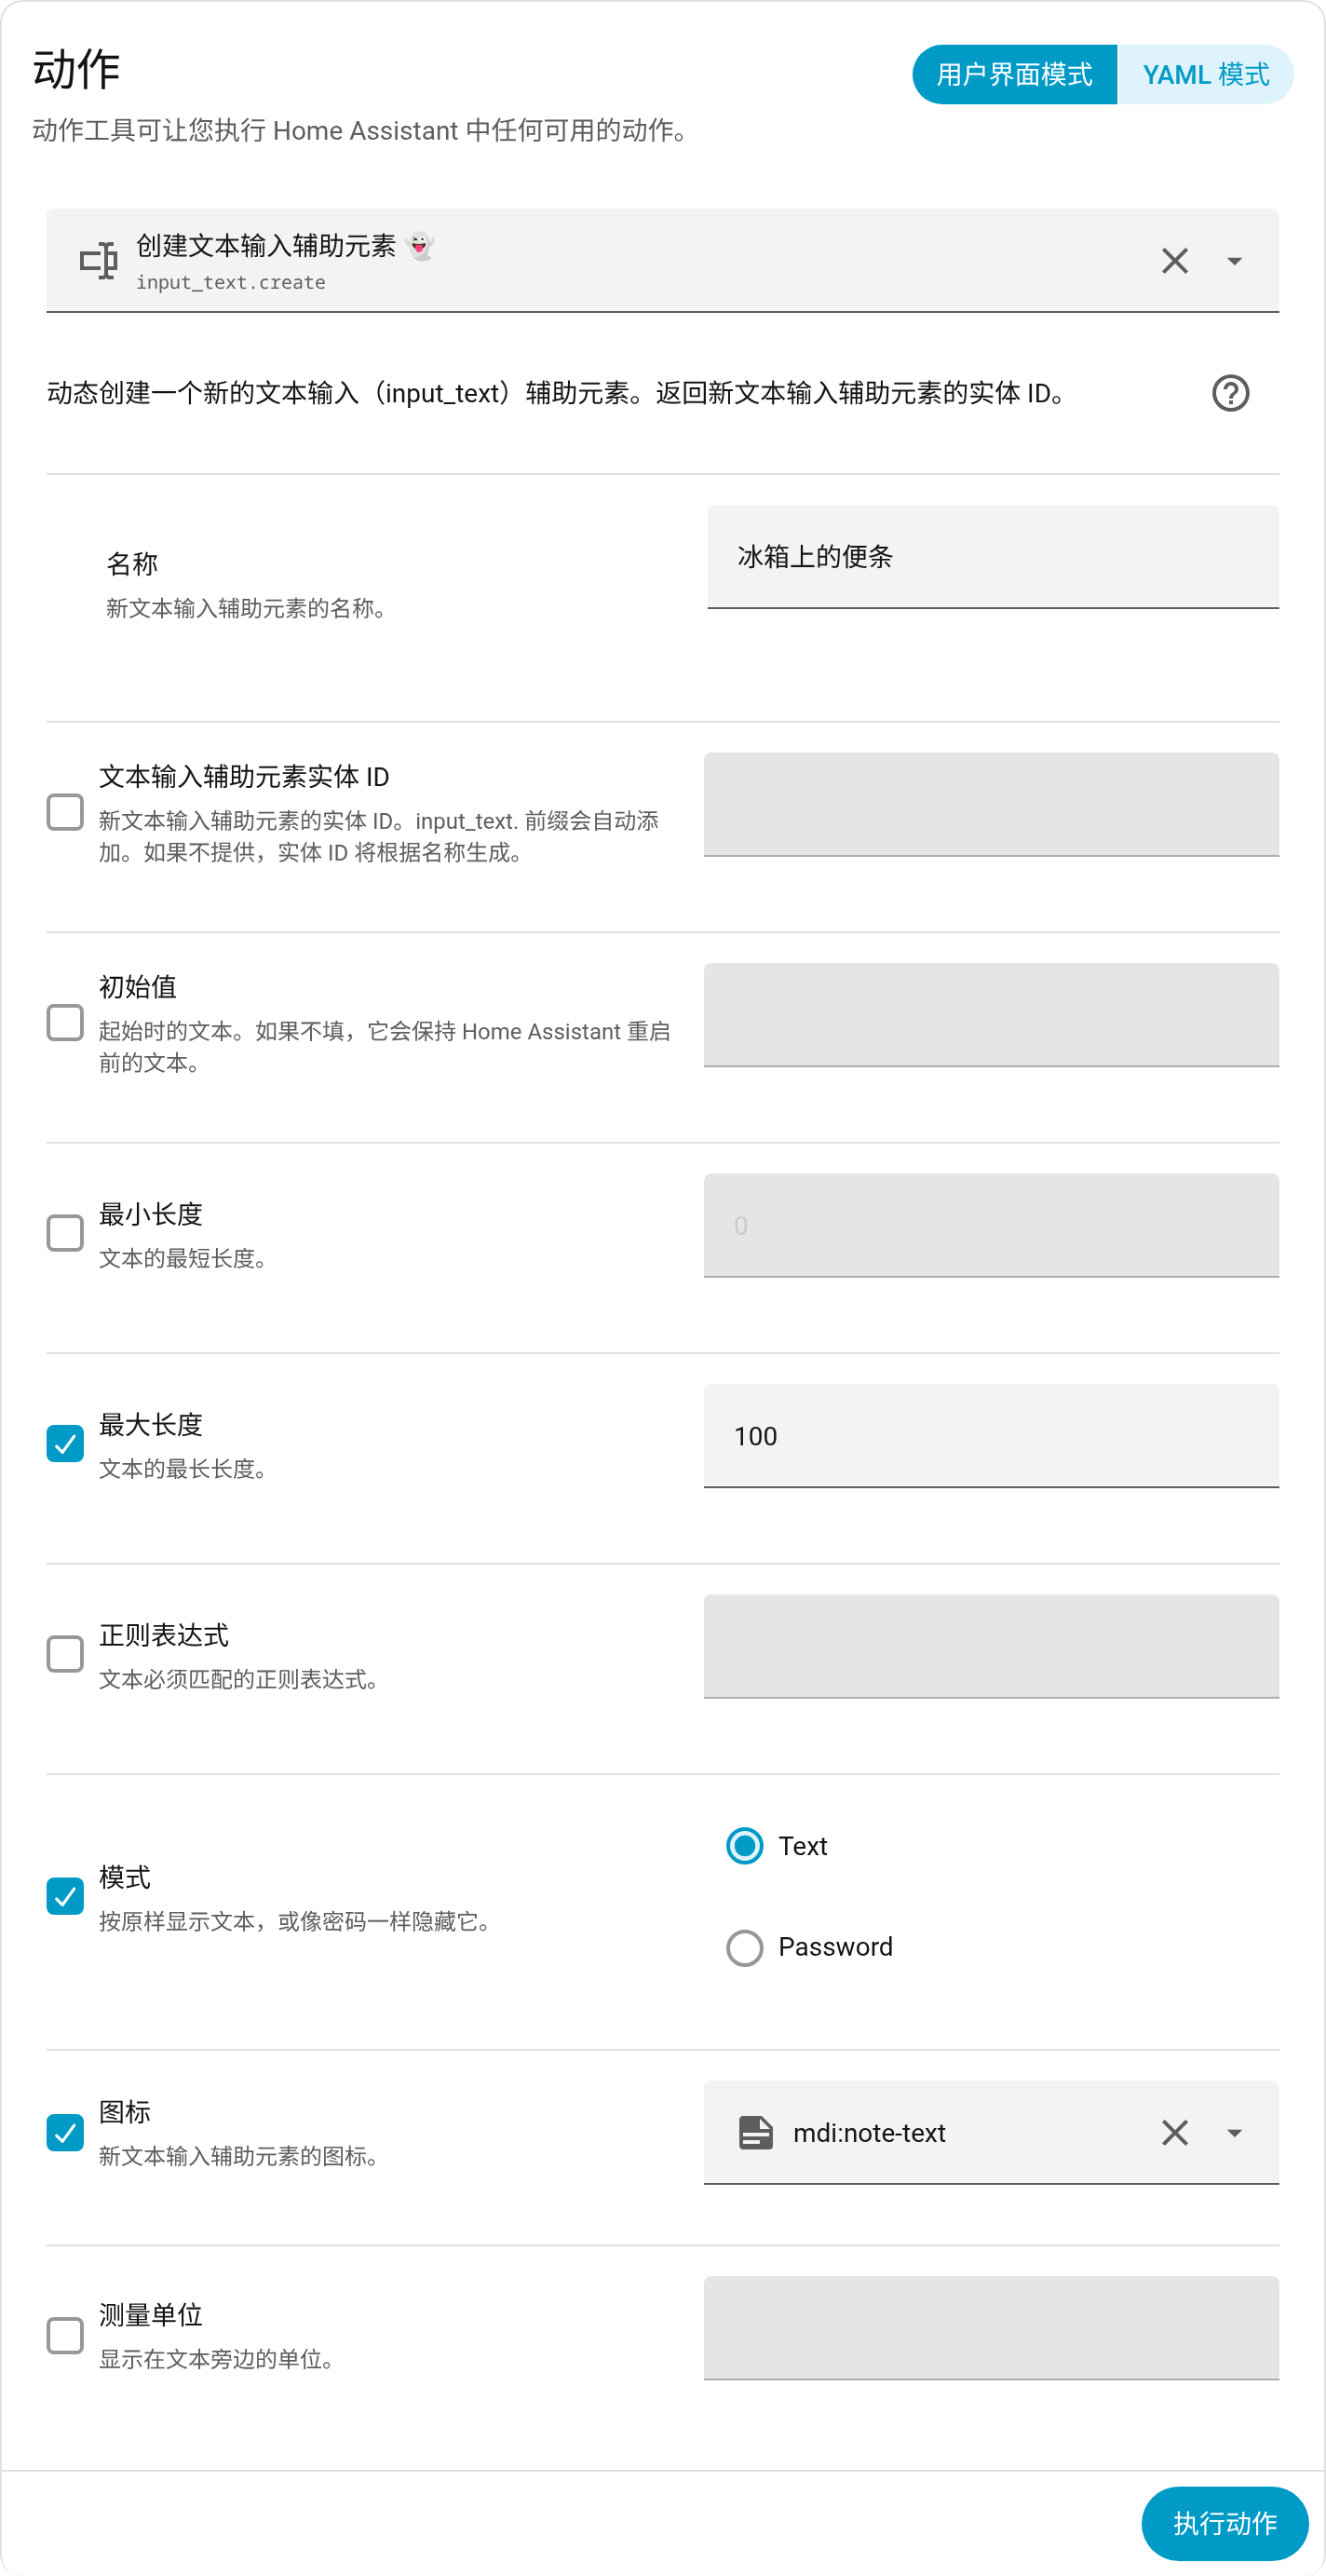 动作
用户界面模式
YAML 模式
动作工具可让您执行 Home Assistant 中任何可用的动作。
创建文本输入辅助元素 👻
input_text.create
动态创建一个新的文本输入（input_text）辅助元素。返回新文本输入辅助元素的实体 ID。
名称
新文本输入辅助元素的名称。
冰箱上的便条
文本输入辅助元素实体 ID
新文本输入辅助元素的实体 ID。input_text. 前缀会自动添
加。如果不提供，实体 ID 将根据名称生成。
初始值
起始时的文本。如果不填，它会保持 Home Assistant 重启
前的文本。
最小长度
文本的最短长度。
0
最大长度
文本的最长长度。
100
正则表达式
文本必须匹配的正则表达式。
模式
按原样显示文本，或像密码一样隐藏它。
Text
Password
图标
新文本输入辅助元素的图标。
mdi:note-text
测量单位
显示在文本旁边的单位。
执行动作